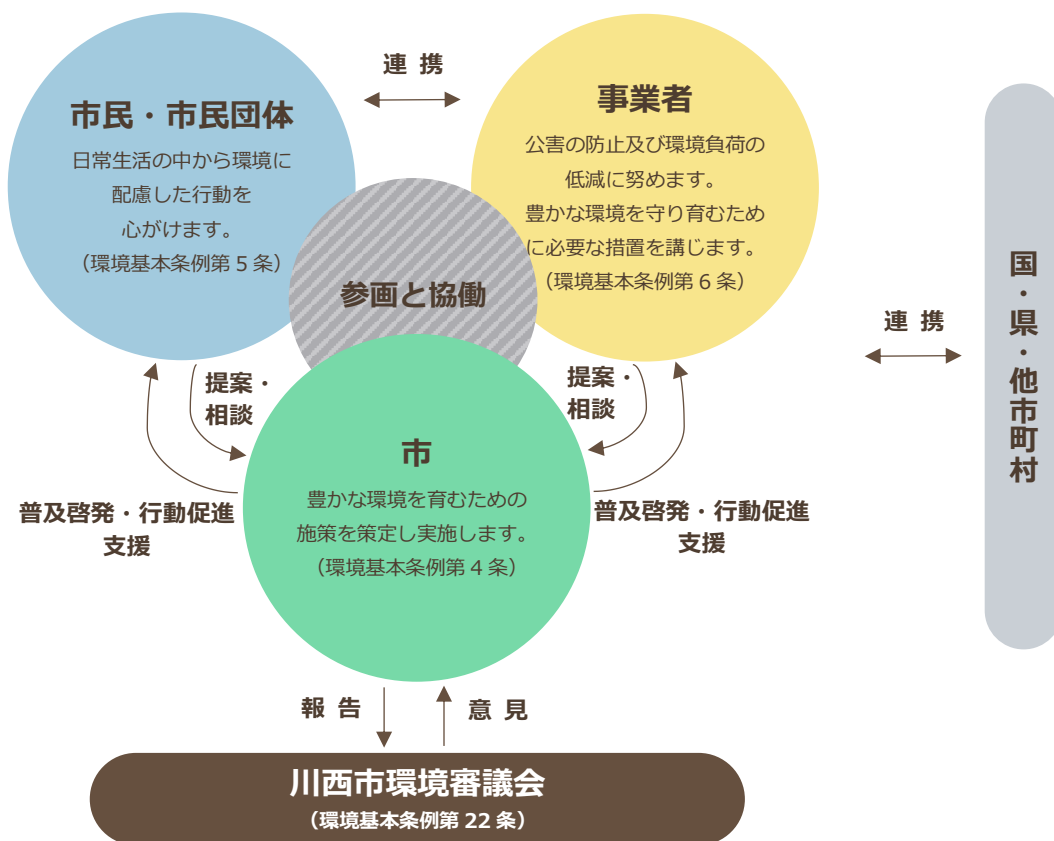 連 携
市民・市民団体
日常生活の中から環境に
配慮した行動を
心がけます。
（環境基本条例第 5 条）
事業者
公害の防止及び環境負荷の
低減に努めます。
豊かな環境を守り育むため
に必要な措置を講じます。
（環境基本条例第 6 条）
参画と協働
連 携
国・県・他市町村
提案・
相談
提案・
相談
市
豊かな環境を育むための
施策を策定し実施します。
（環境基本条例第 4 条）
普及啓発・行動促進
支援
普及啓発・行動促進
支援
報 告
意 見
川西市環境審議会
（環境基本条例第 22 条）